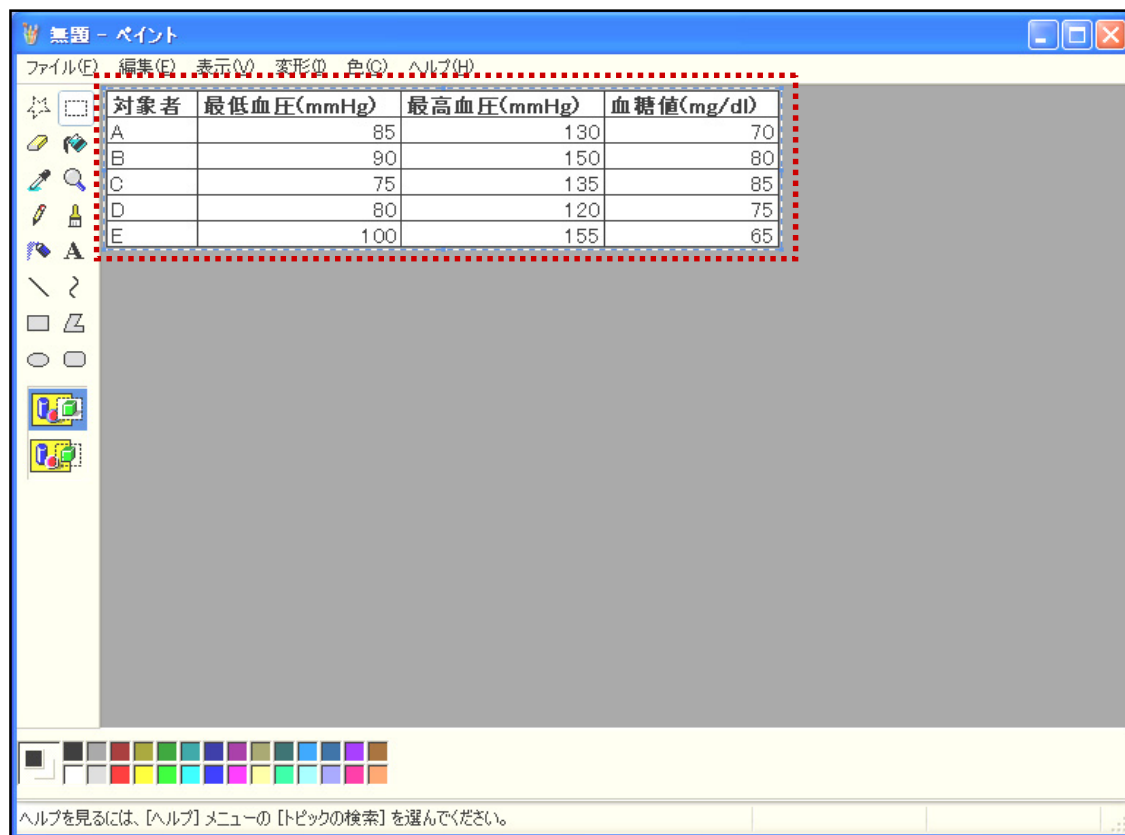 無題 - ペイント
ファイル(F) 編集(E) 表示(V) 変形(I) 色(C) ヘルプ(H)
対象者 最低血圧(mmHg) 最高血圧(mmHg) 血糖値(mg/dl)
A 85 130 70
B 90 150 80
C 75 135 85
D 80 120 75
E 100 155 65
A
ヘルプを見るには、[ヘルプ] メニューの [トピックの検索] を選んでください。